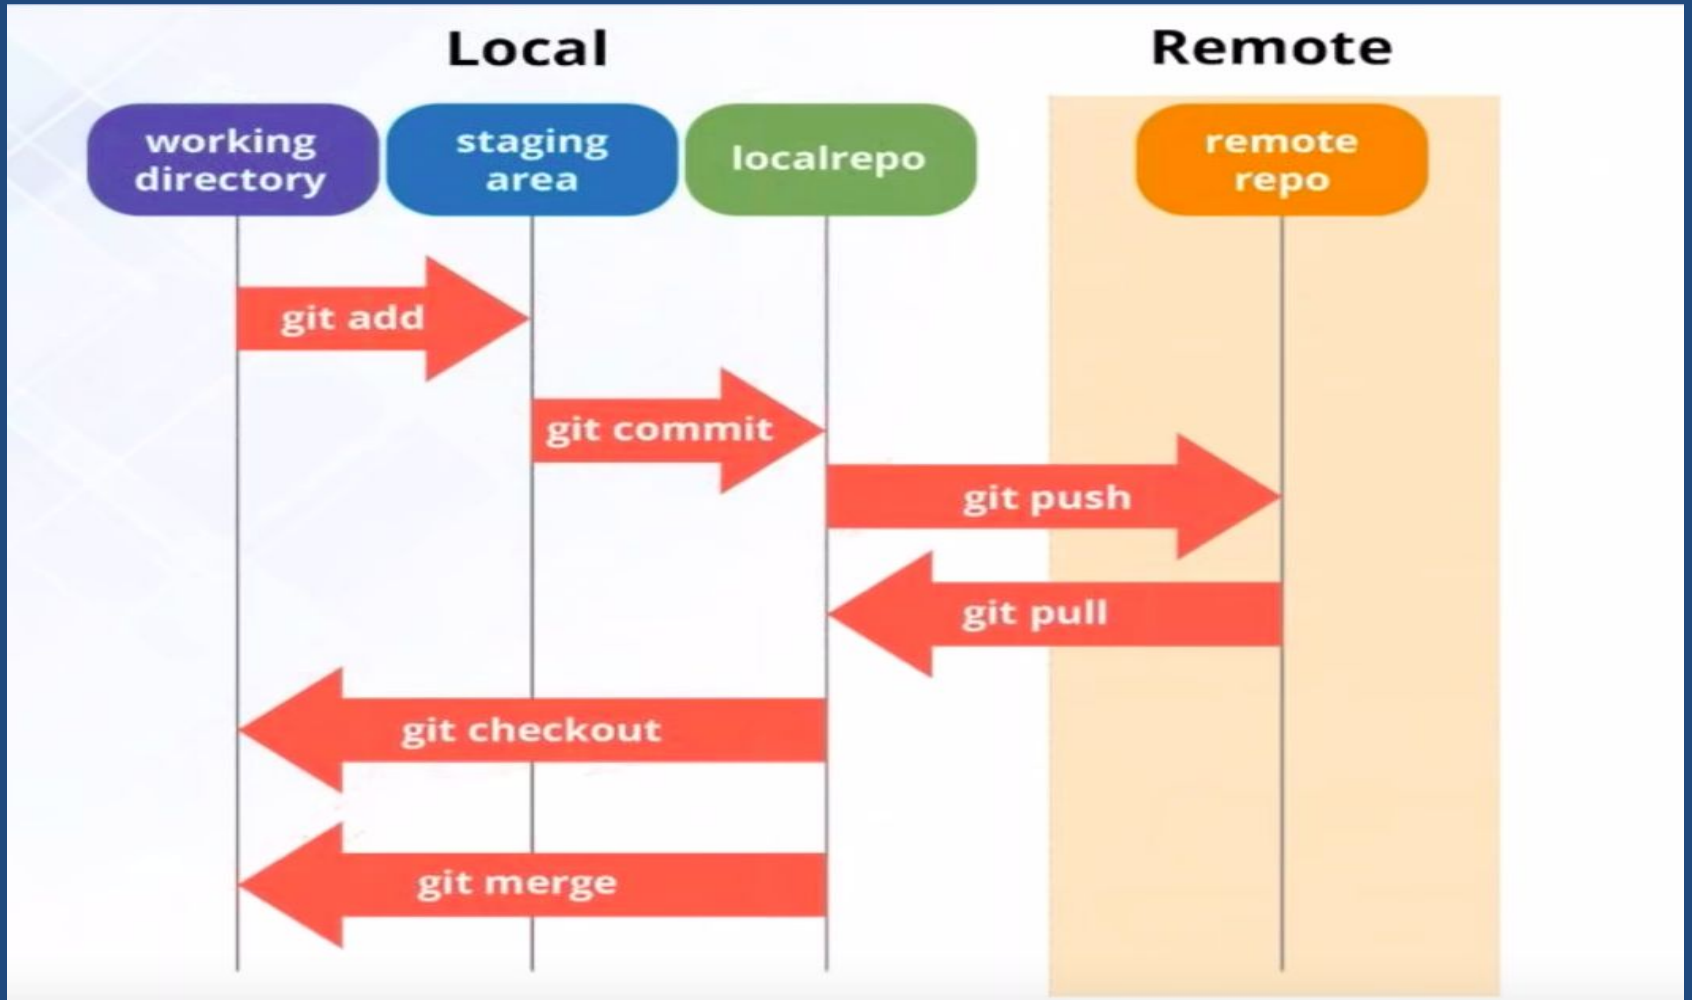 Local
Remote
working
directory
staging
area
localrepo
remote
repo
git add
git commit
git push
git pull
git checkout
git merge